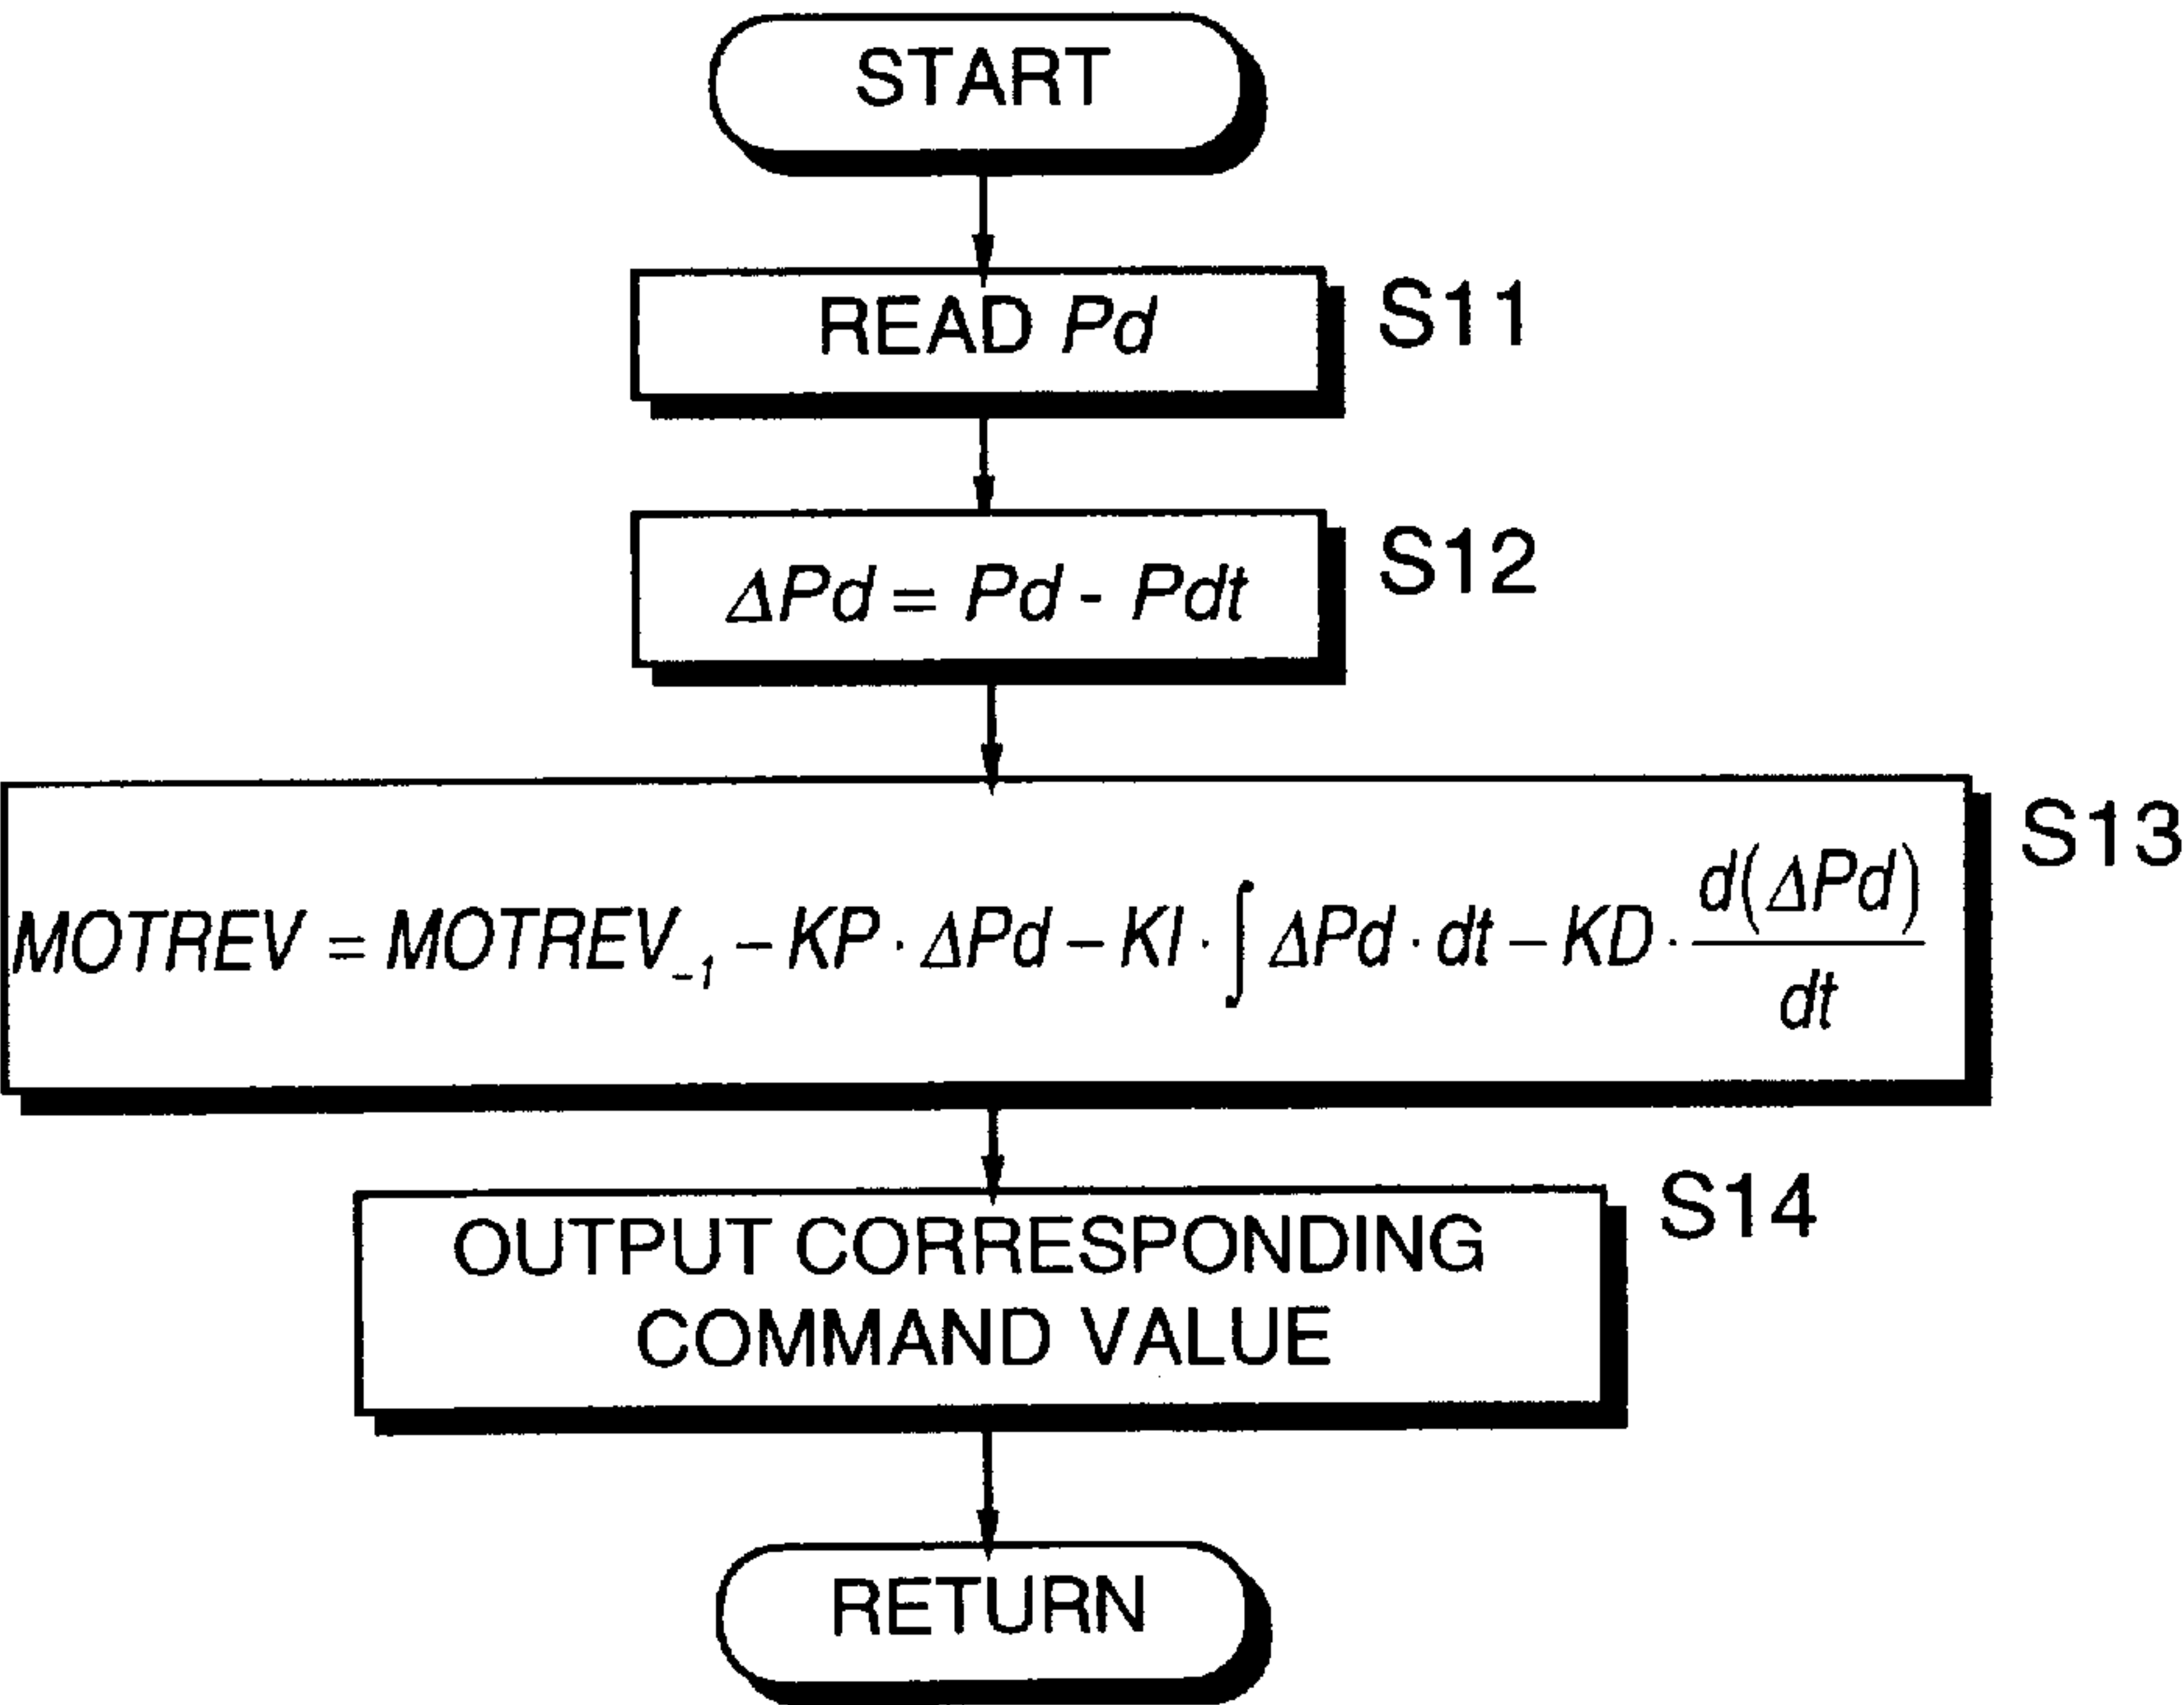 START
READ Pd
S11
ΔPd = Pd - Pdt
S12
MOTREV = MOTREV₋₁ – KP · ΔPd – KI · ∫ ΔPd · dt – KD · d(ΔPd)/dt
S13
OUTPUT CORRESPONDING
COMMAND VALUE
S14
RETURN